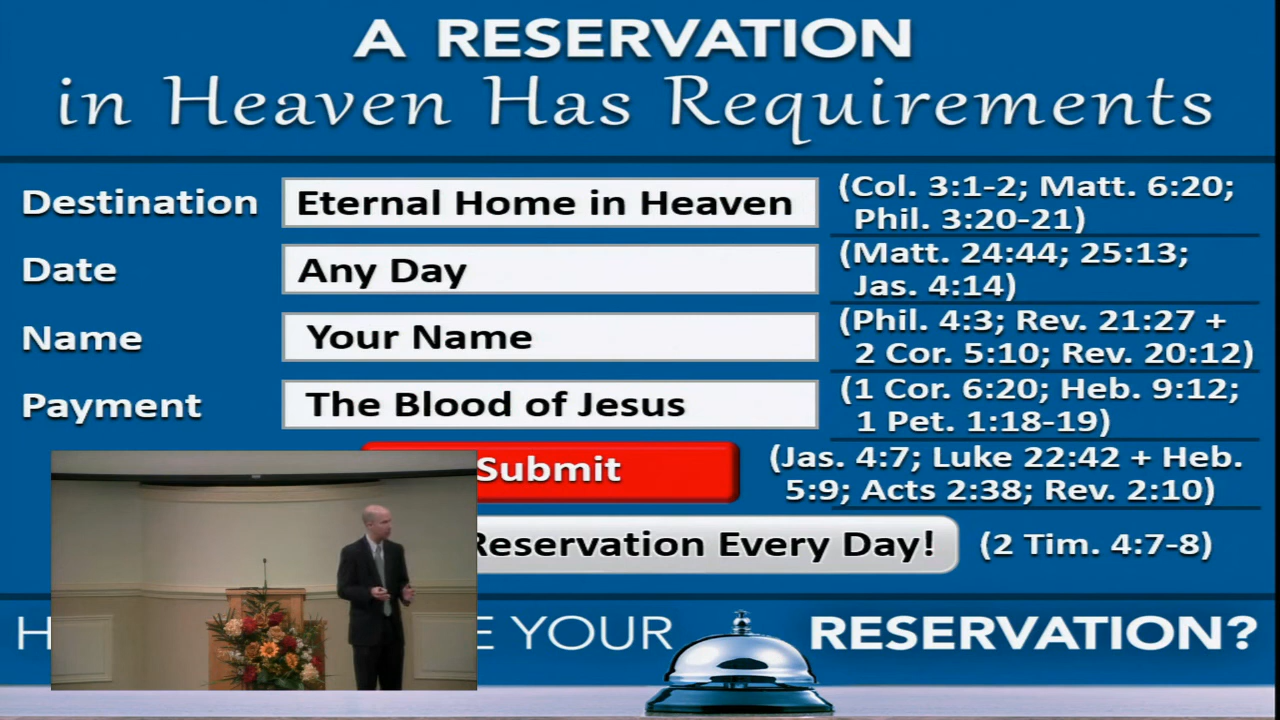 A RESERVATION
in Heaven Has Requirements
Destination Eternal Home in Heaven (Col. 3:1-2; Matt. 6:20;
Phil. 3:20-21)
Date Any Day (Matt. 24:44; 25:13;
Jas. 4:14)
Name Your Name (Phil. 4:3; Rev. 21:27 +
2 Cor. 5:10; Rev. 20:12)
Payment The Blood of Jesus (1 Cor. 6:20; Heb. 9:12;
1 Pet. 1:18-19)
Submit (Jas. 4:7; Luke 22:42 + Heb.
5:9; Acts 2:38; Rev. 2:10)
Reservation Every Day! (2 Tim. 4:7-8)
YOUR RESERVATION?